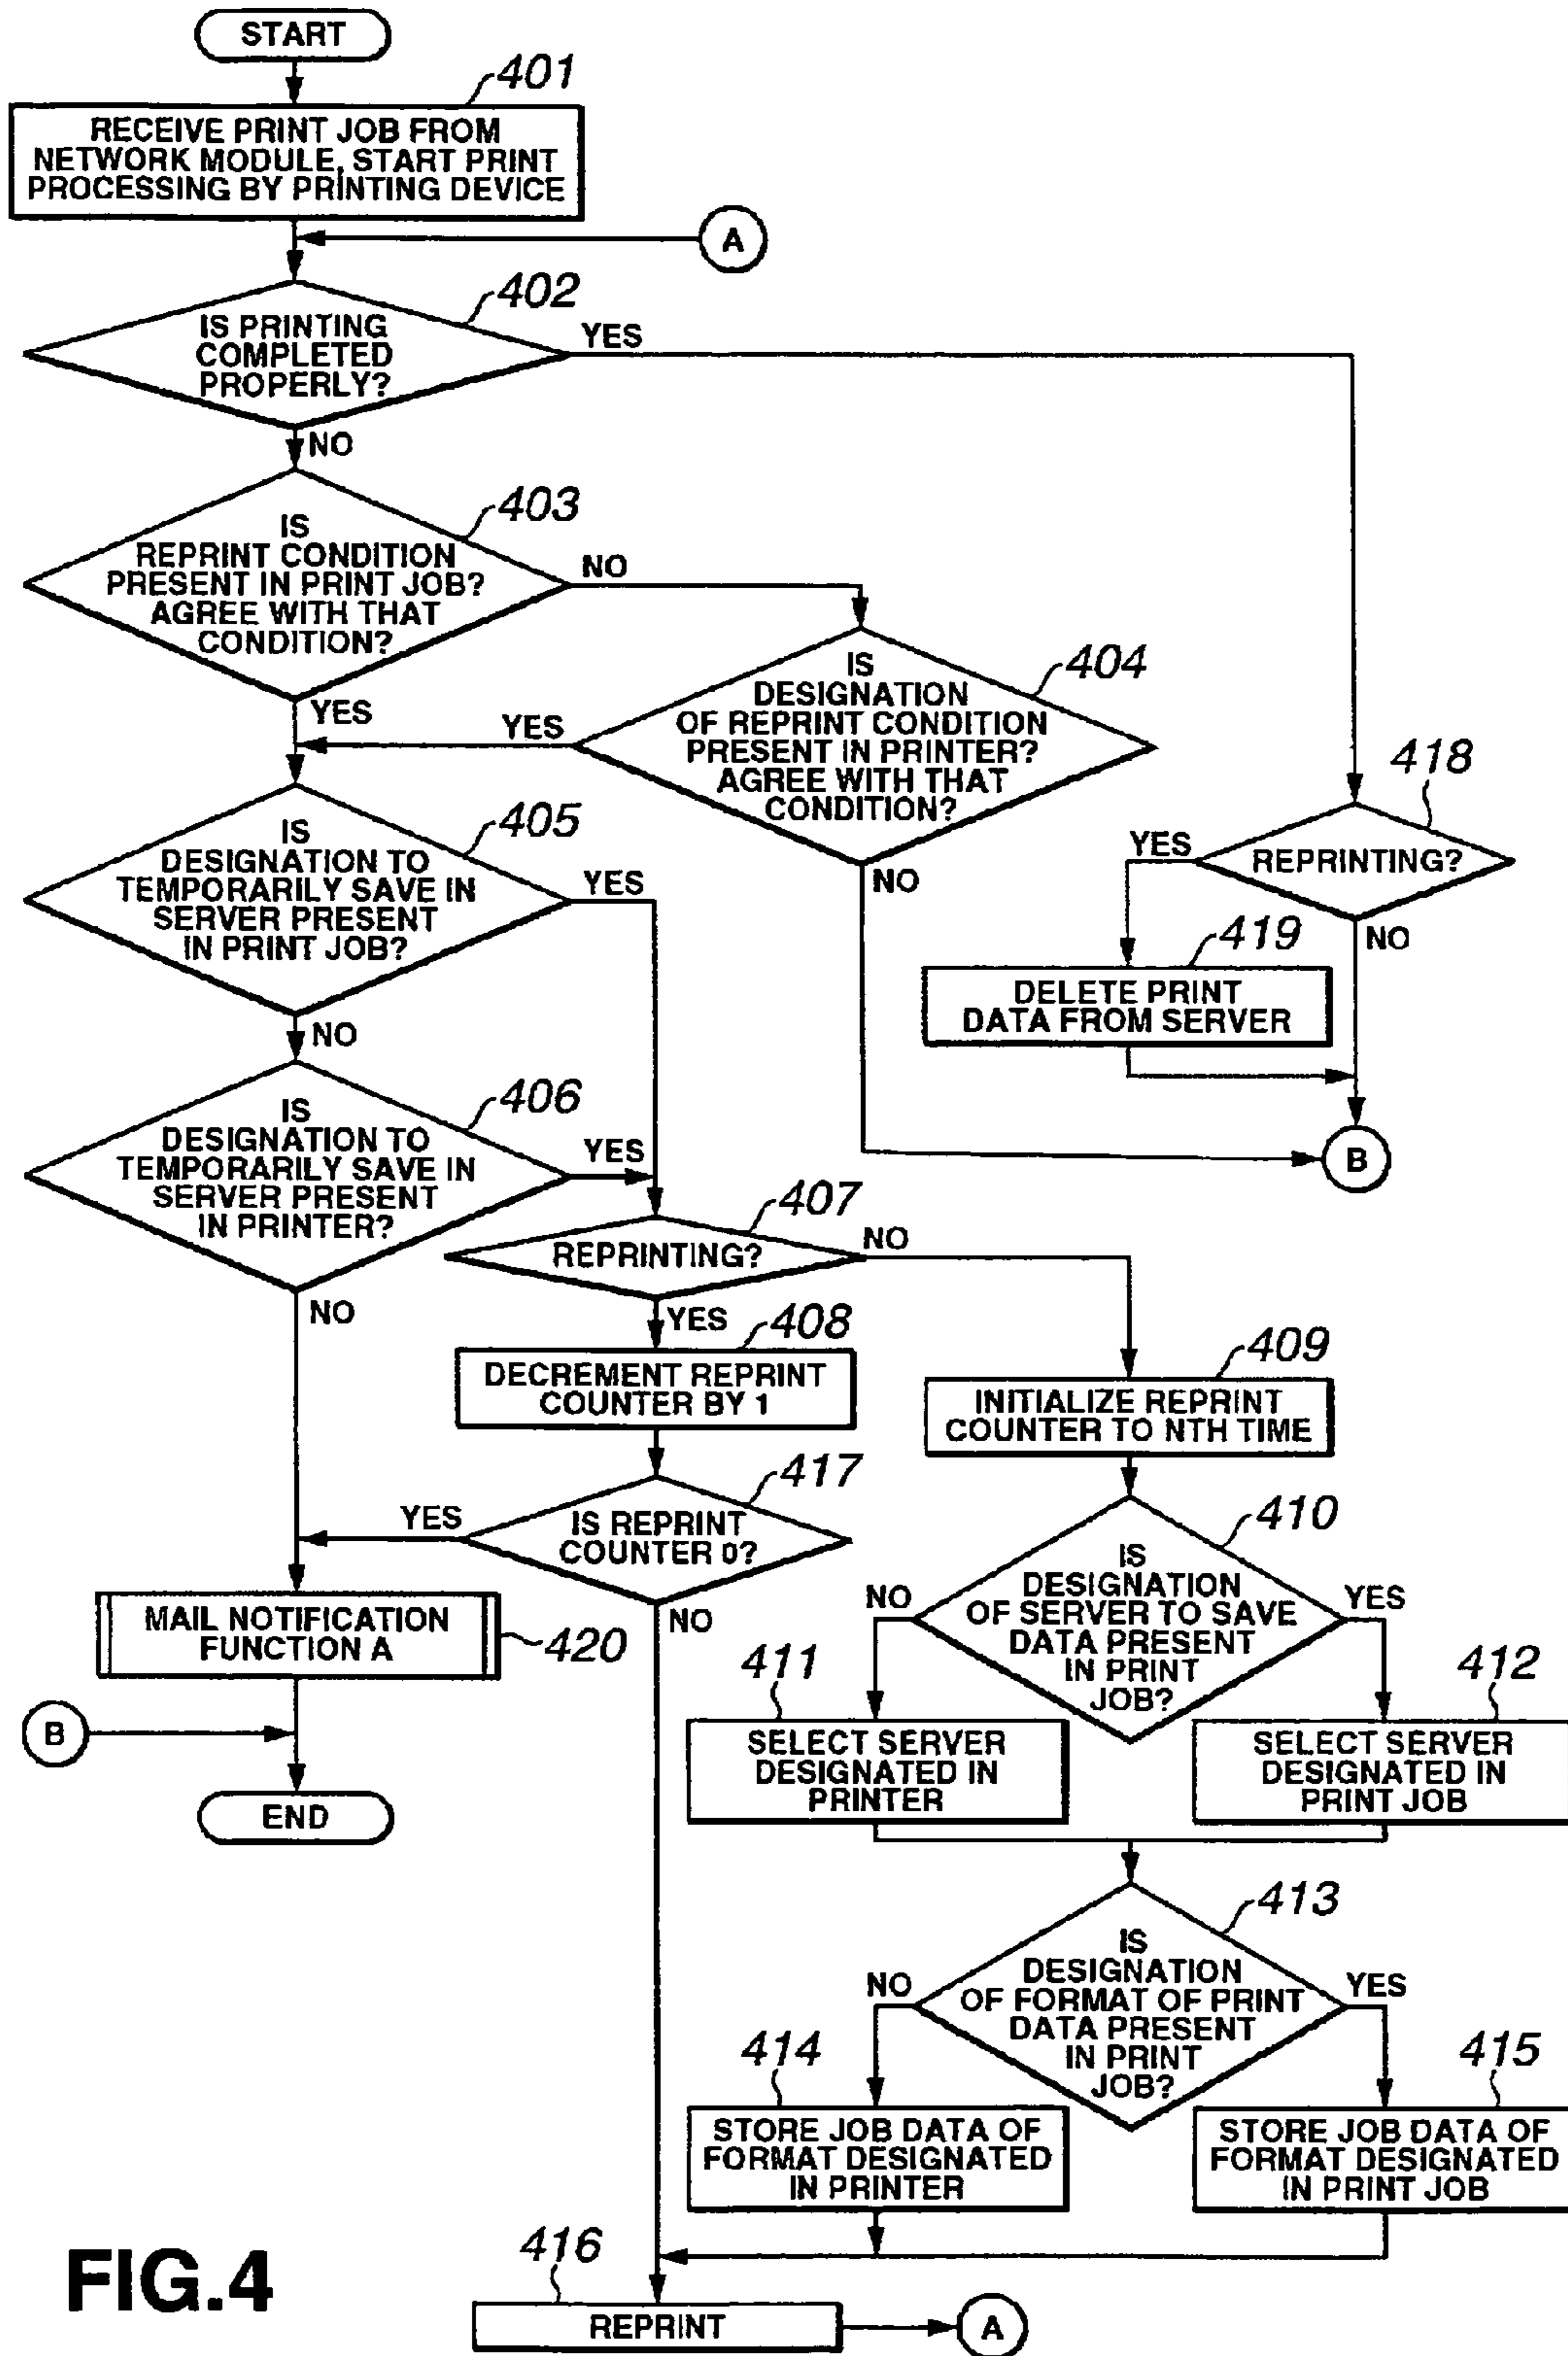 START
401
RECEIVE PRINT JOB FROM
NETWORK MODULE, START PRINT
PROCESSING BY PRINTING DEVICE
A
402
IS PRINTING
COMPLETED
PROPERLY?
YES
NO
403
IS
REPRINT CONDITION
PRESENT IN PRINT JOB?
AGREE WITH THAT
CONDITION?
NO
YES
404
IS
DESIGNATION
OF REPRINT CONDITION
PRESENT IN PRINTER?
AGREE WITH THAT
CONDITION?
YES
NO
418
REPRINTING?
YES
NO
419
DELETE PRINT
DATA FROM SERVER
B
405
IS
DESIGNATION TO
TEMPORARILY SAVE IN
SERVER PRESENT
IN PRINT JOB?
YES
NO
406
IS
DESIGNATION TO
TEMPORARILY SAVE IN
SERVER PRESENT
IN PRINTER?
YES
NO
407
REPRINTING?
NO
YES
408
DECREMENT REPRINT
COUNTER BY 1
409
INITIALIZE REPRINT
COUNTER TO NTH TIME
417
IS REPRINT
COUNTER 0?
YES
NO
410
IS
DESIGNATION
OF SERVER TO SAVE
DATA PRESENT
IN PRINT
JOB?
NO
YES
MAIL NOTIFICATION
FUNCTION A
420
B
END
411
SELECT SERVER
DESIGNATED IN
PRINTER
412
SELECT SERVER
DESIGNATED IN
PRINT JOB
413
IS
DESIGNATION
OF FORMAT OF PRINT
DATA PRESENT
IN PRINT
JOB?
NO
YES
414
STORE JOB DATA OF
FORMAT DESIGNATED
IN PRINTER
415
STORE JOB DATA OF
FORMAT DESIGNATED
IN PRINT JOB
416
REPRINT
A
FIG.4